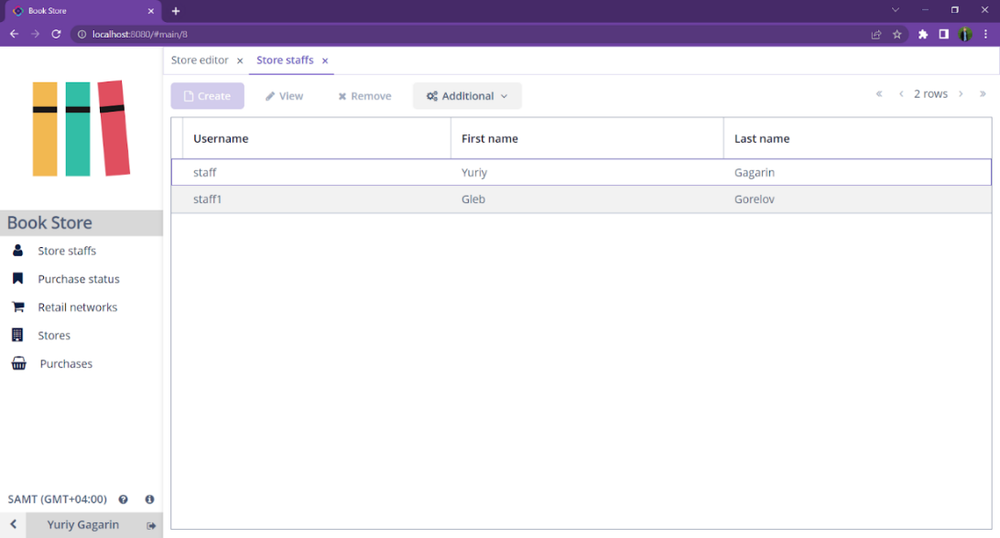 Book Store
localhost:8080/#main/8
Store editor
Store staffs
Create
View
Remove
Additional
2 rows
Username First name Last name
staff Yuriy Gagarin
staff1 Gleb Gorelov
Book Store
Store staffs
Purchase status
Retail networks
Stores
Purchases
SAMT (GMT+04:00)
Yuriy Gagarin